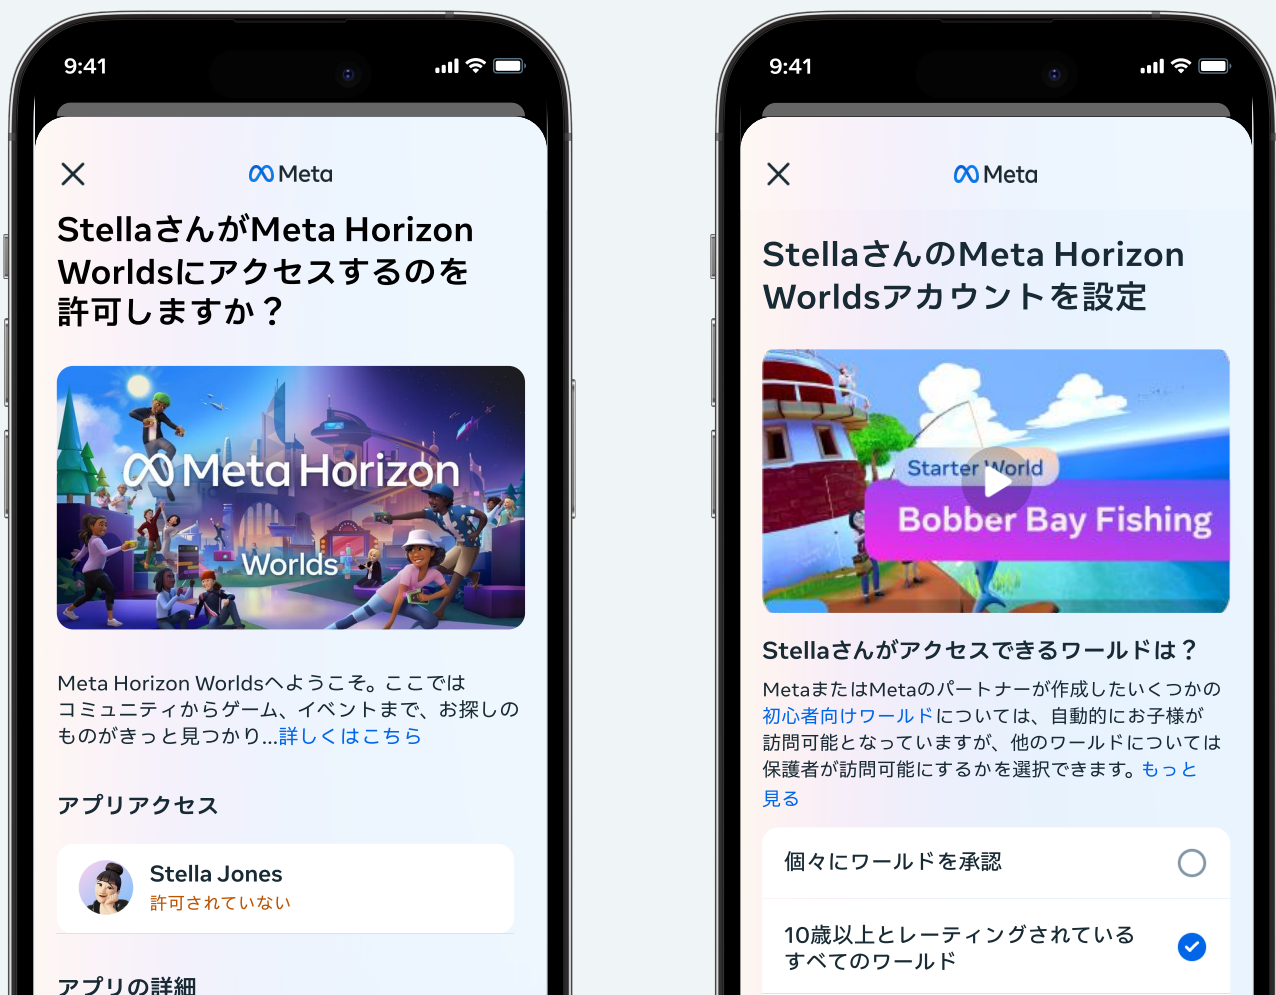 9:41
Meta
StellaさんがMeta Horizon
Worldsにアクセスするのを
許可しますか？
Meta Horizon
Worlds
Meta Horizon Worldsへようこそ。ここでは
コミュニティからゲーム、イベントまで、お探しの
ものがきっと見つかり...詳しくはこちら
アプリアクセス
Stella Jones
許可されていない
アプリの詳細
9:41
Meta
StellaさんのMeta Horizon
Worldsアカウントを設定
Starter World
Bobber Bay Fishing
Stellaさんがアクセスできるワールドは？
MetaまたはMetaのパートナーが作成したいくつかの
初心者向けワールドについては、自動的にお子様が
訪問可能となっていますが、他のワールドについては
保護者が訪問可能にするかを選択できます。もっと
見る
個々にワールドを承認
10歳以上とレーティングされている
すべてのワールド